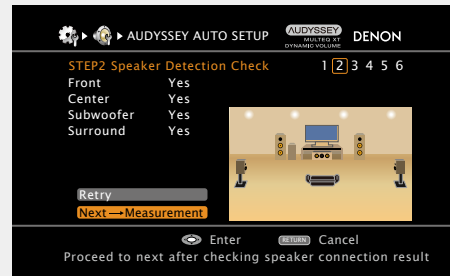 AUDYSSEY AUTO SETUP AUDYSSEY MULTEQ XT DYNAMIC VOLUME DENON
STEP2 Speaker Detection Check 1 2 3 4 5 6
Front Yes
Center Yes
Subwoofer Yes
Surround Yes
Retry
Next→Measurement
Enter RETURN Cancel
Proceed to next after checking speaker connection result